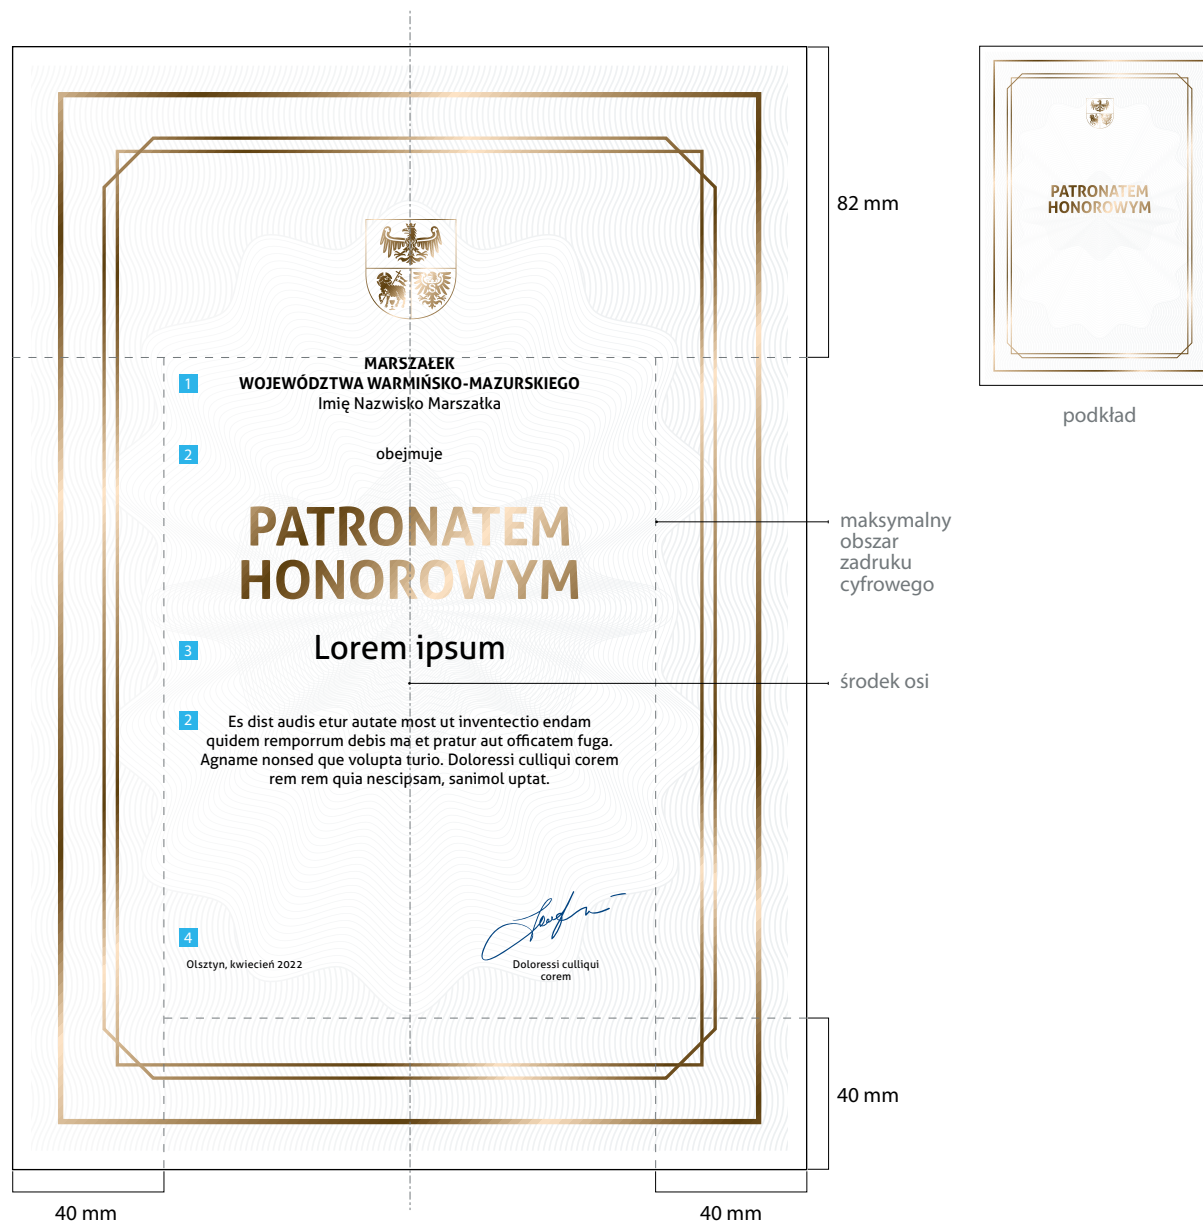 82 mm
PATRONATEM
HONOROWYM
podkład
MARSZAŁEK
1
WOJEWÓDZTWA WARMIŃSKO-MAZURSKIEGO
Imię Nazwisko Marszałka
2
obejmuje
PATRONATEM
HONOROWYM
maksymalny
obszar
zadruku
cyfrowego
3
Lorem ipsum
środek osi
2
Es dist audis etur autate most ut inventectio endam
quidem remporrum debis ma et pratur aut officatem fuga.
Agname nonsed que volupta turio. Doloressi culliqui corem
rem rem quia nescipsam, sanimol uptat.
4
Olsztyn, kwiecień 2022
Doloressi culliqui
corem
40 mm
40 mm
40 mm